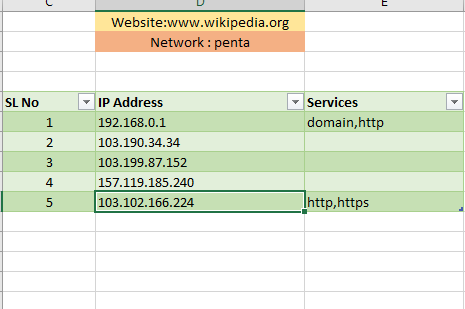 C D E
Website:www.wikipedia.org
Network : penta
SL No IP Address Services
1 192.168.0.1 domain,http
2 103.190.34.34
3 103.199.87.152
4 157.119.185.240
5 103.102.166.224 http,https